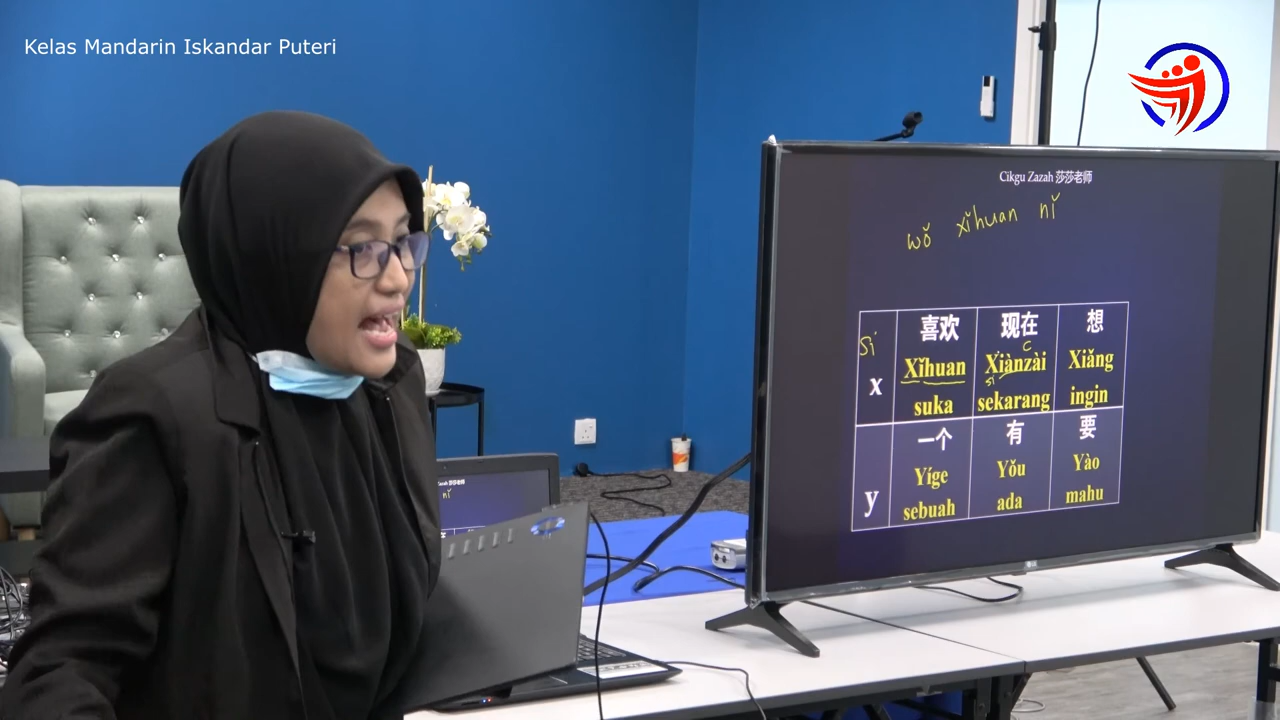 Kelas Mandarin Iskandar Puteri
Cikgu Zazah 莎莎老师
wǒ xǐhuan nǐ
喜欢 现在 想
si c
x Xǐhuan Xiànzài Xiǎng
si
suka sekarang ingin
一个 有 要
y Yíge Yǒu Yào
sebuah ada mahu
nǐ